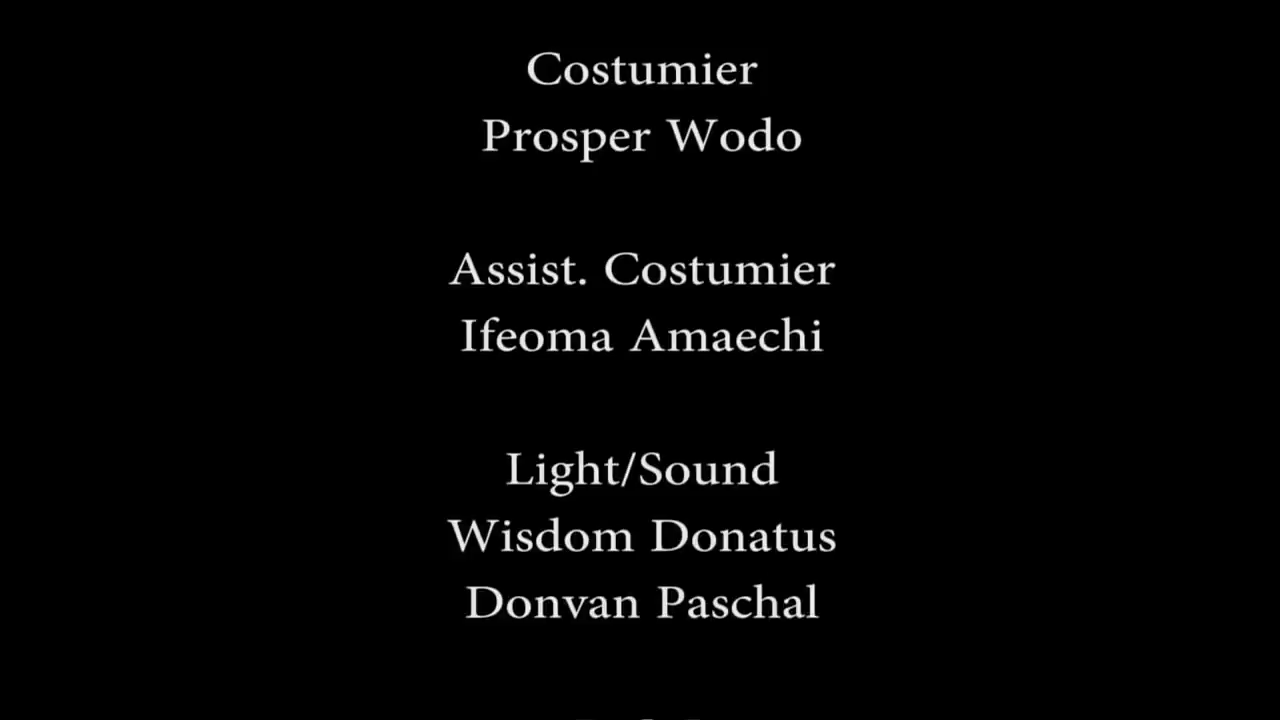 Costumier
Prosper Wodo
Assist. Costumier
Ifeoma Amaechi
Light/Sound
Wisdom Donatus
Donvan Paschal